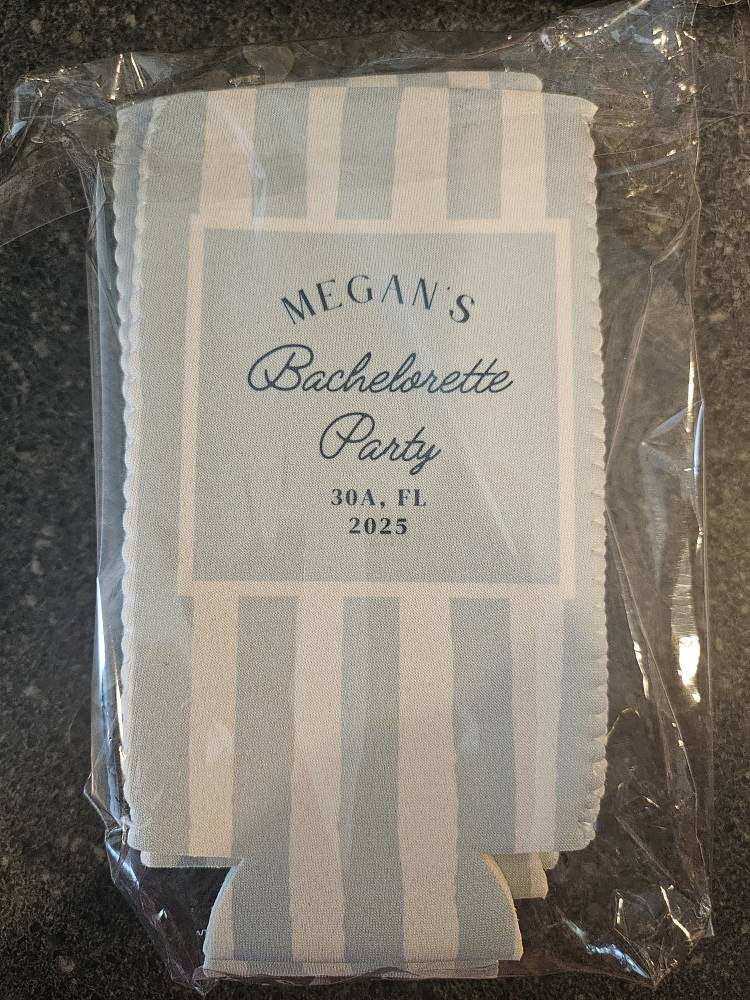 MEGAN'S
Bachelorette
Party
30A, FL
2025